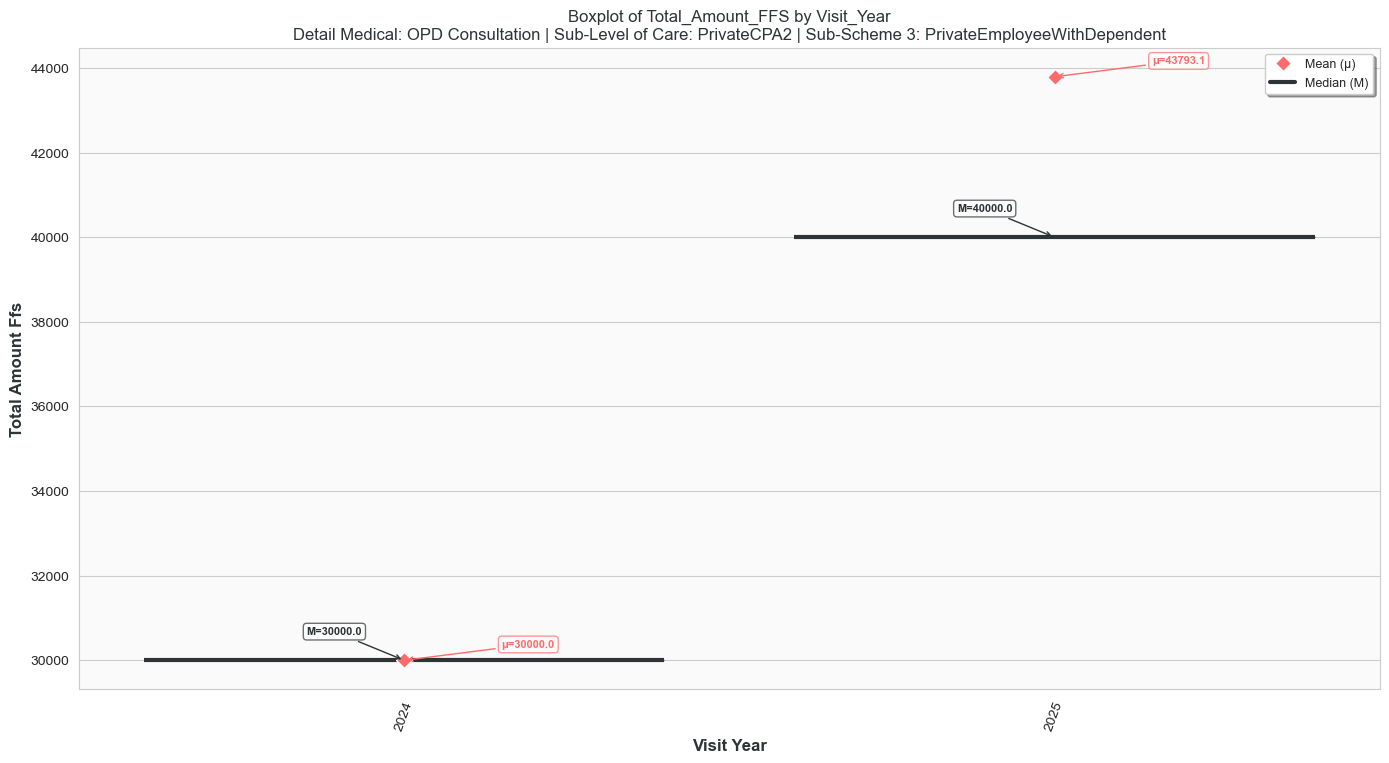 Boxplot of Total_Amount_FFS by Visit_Year
Detail Medical: OPD Consultation | Sub-Level of Care: PrivateCPA2 | Sub-Scheme 3: PrivateEmployeeWithDependent
Mean (μ)
Median (M)
μ=43793.1
M=40000.0
M=30000.0
μ=30000.0
44000
42000
40000
38000
36000
34000
32000
30000
Total Amount Ffs
2024
2025
Visit Year